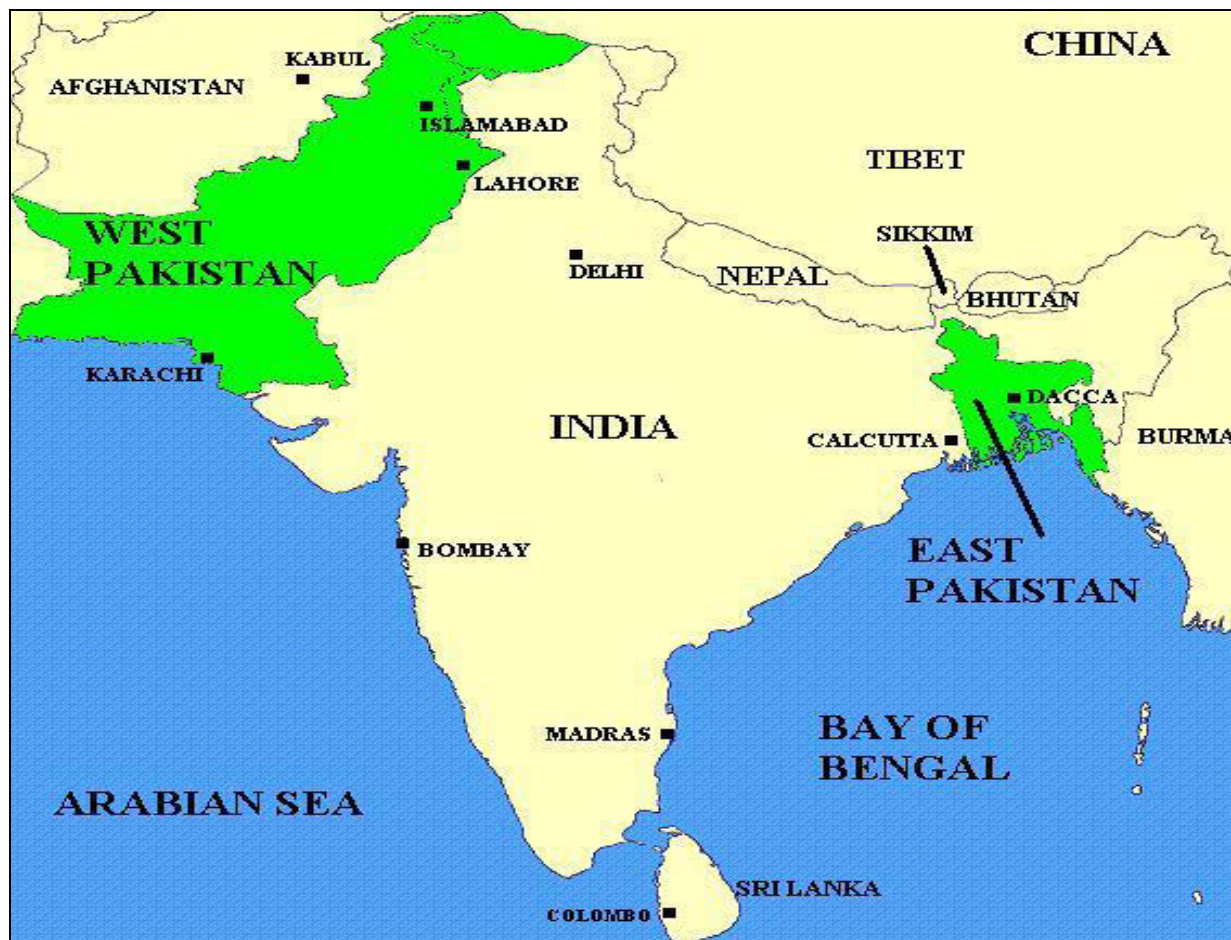 CHINA
KABUL
AFGHANISTAN
ISLAMABAD
TIBET
LAHORE
WEST
PAKISTAN
SIKKIM
DELHI
NEPAL
BHUTAN
KARACHI
DACCA
INDIA
CALCUTTA
BURMA
BOMBAY
EAST
PAKISTAN
MADRAS
BAY OF
BENGAL
ARABIAN SEA
SRI LANKA
COLOMBO